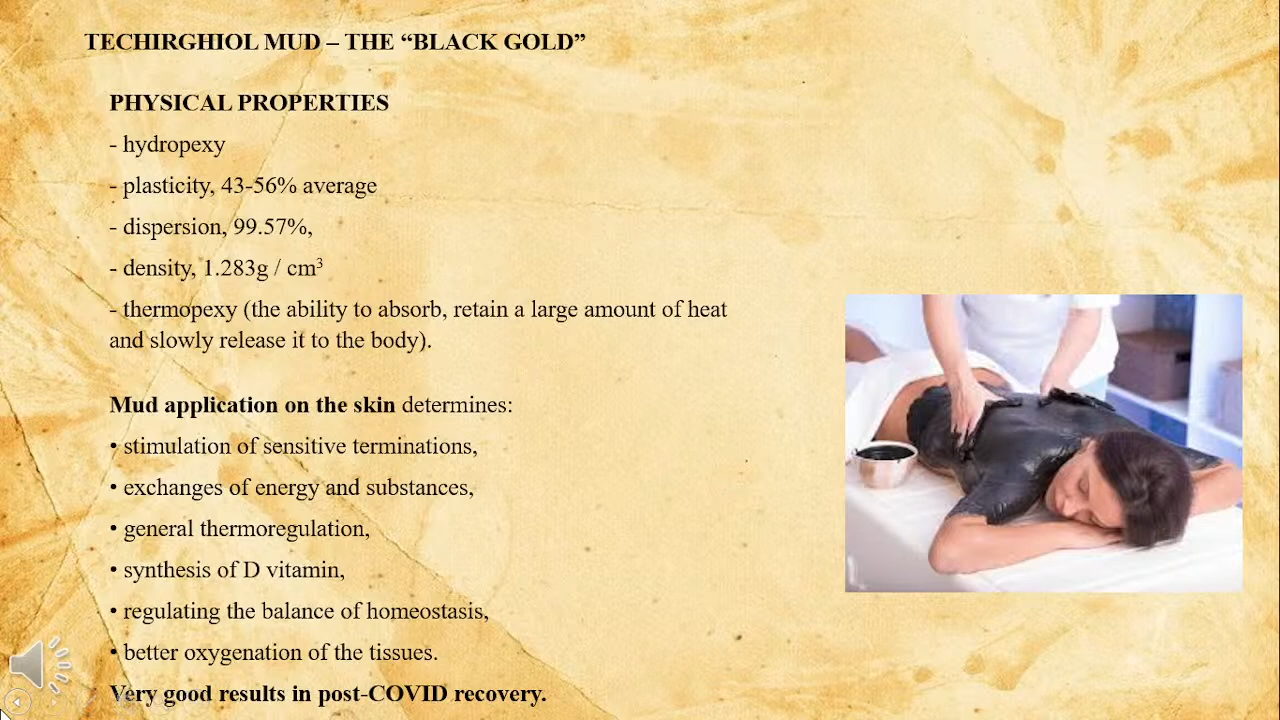 TECHIRGHIOL MUD – THE “BLACK GOLD”
PHYSICAL PROPERTIES
- hydropexy
- plasticity, 43-56% average
- dispersion, 99.57%,
- density, 1.283g / cm³
- thermopexy (the ability to absorb, retain a large amount of heat
and slowly release it to the body).
Mud application on the skin determines:
• stimulation of sensitive terminations,
• exchanges of energy and substances,
• general thermoregulation,
• synthesis of D vitamin,
• regulating the balance of homeostasis,
• better oxygenation of the tissues.
Very good results in post-COVID recovery.